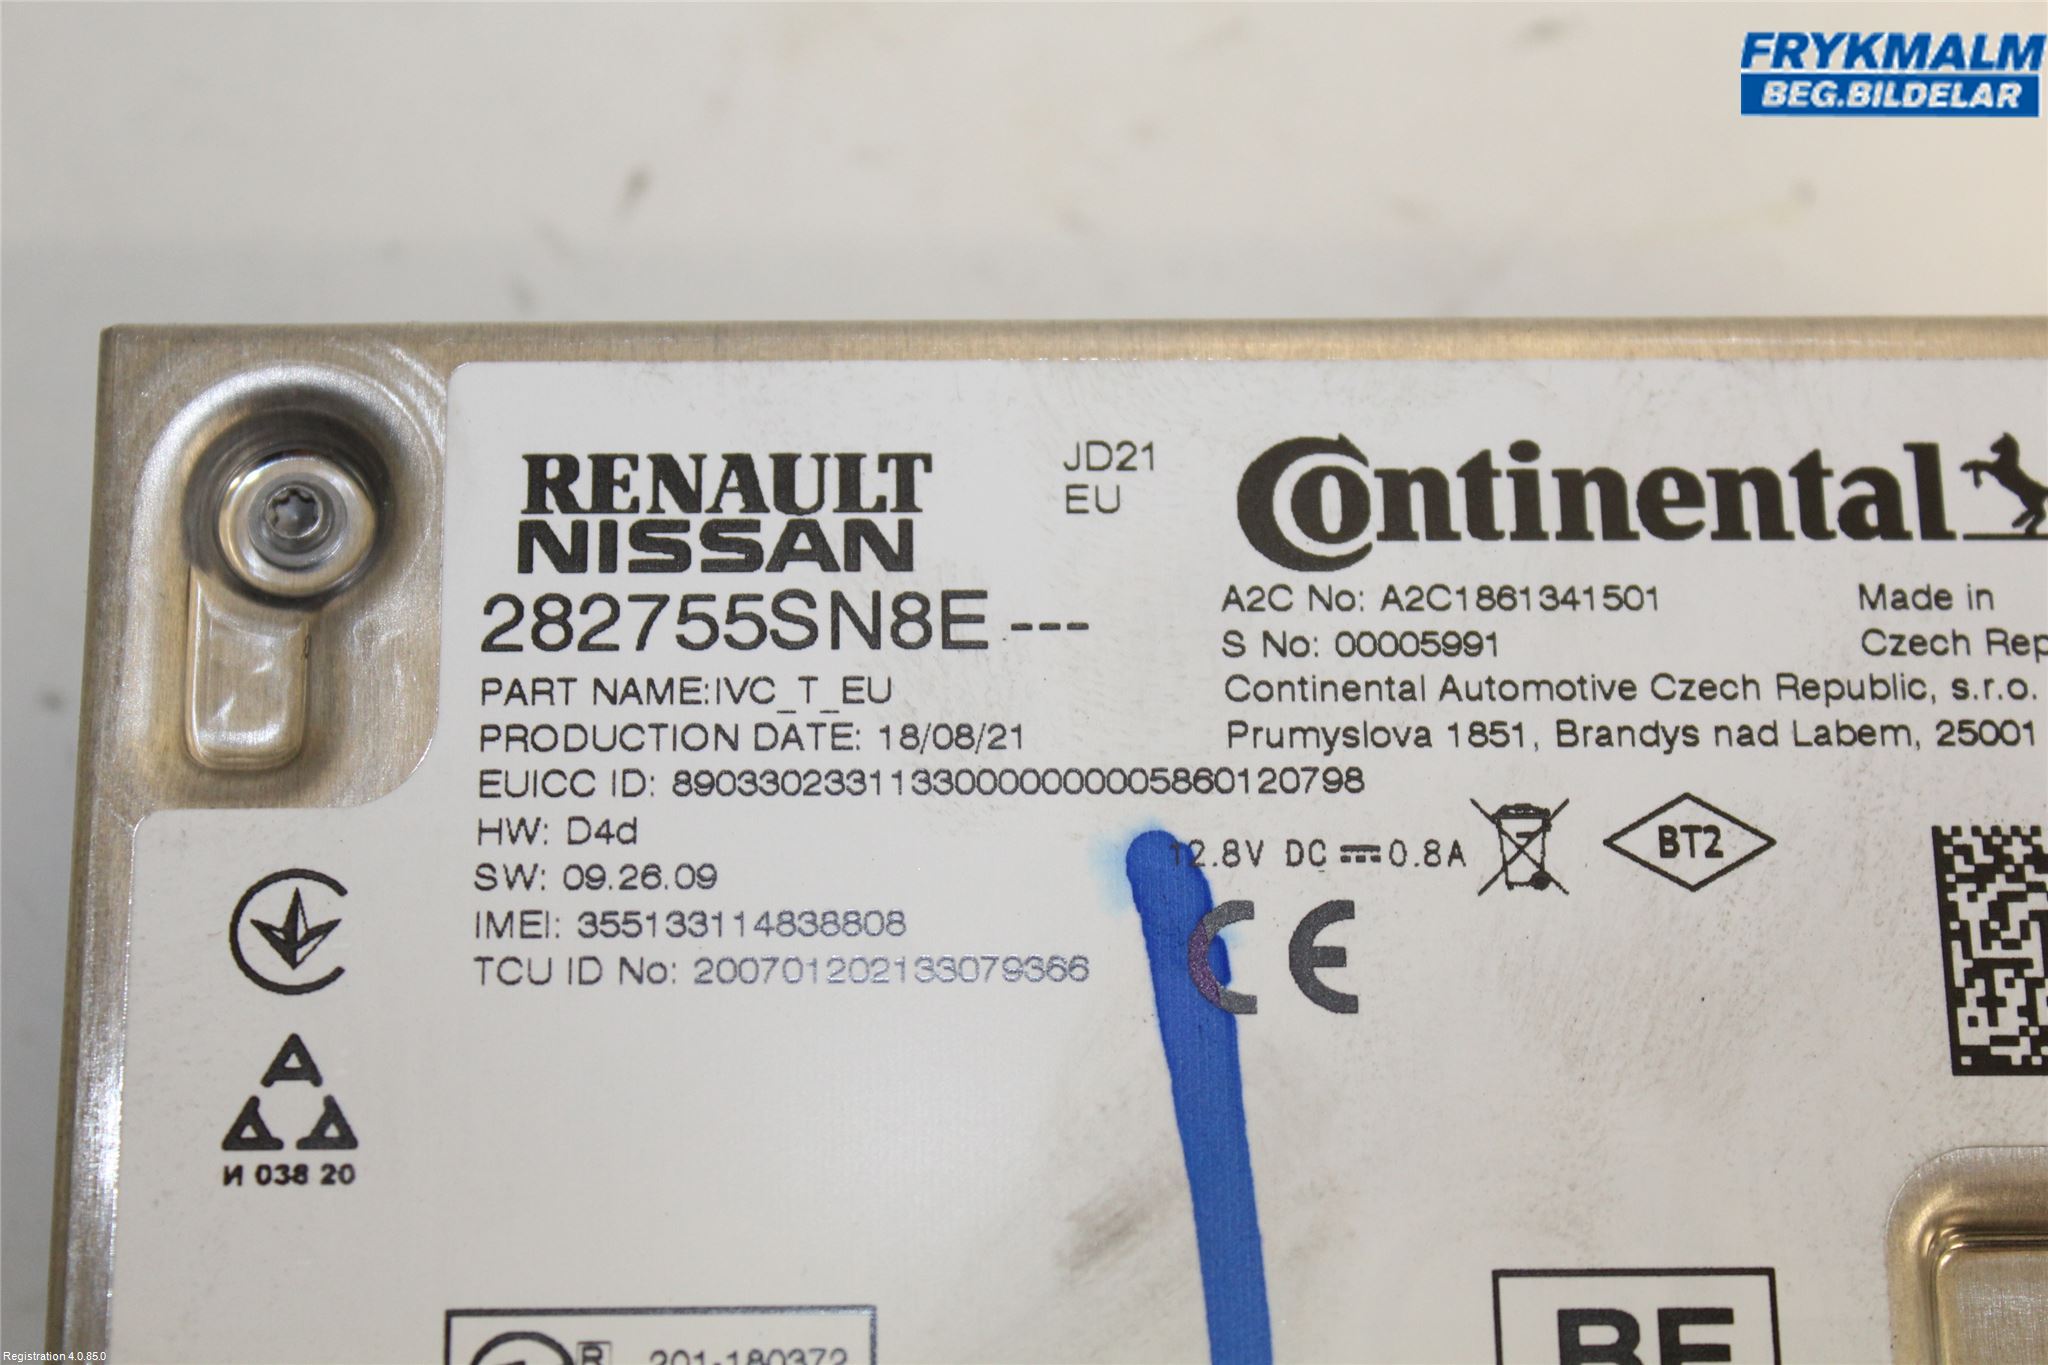 FRYKMALM
BEG.BILDELAR
RENAULT
NISSAN
JD21
EU
Continental
282755SN8E---
A2C No: A2C1861341501
Made in
S No: 00005991
Czech Rep
PART NAME:IVC_T_EU
Continental Automotive Czech Republic, s.r.o.
PRODUCTION DATE: 18/08/21
Prumyslova 1851, Brandys nad Labem, 25001
EUICC ID: 89033023311330000000005860120798
HW: D4d
12.8V DC 0.8A
BT2
SW: 09.26.09
IMEI: 355133114838808
CE
TCU ID No: 200701202133079366
И 038 20
R 201-180372
Registration 4.0.85.0